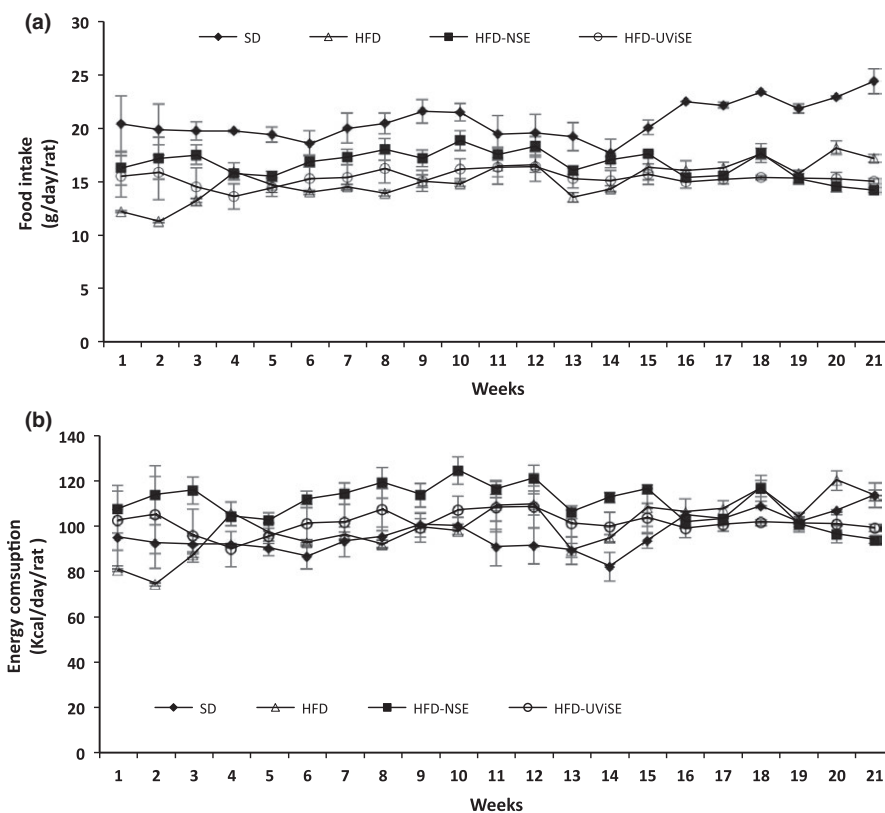 (a)
SD HFD HFD-NSE HFD-UViSE
Food intake
(g/day/rat)
35
30
25
20
15
10
5
0
1 2 3 4 5 6 7 8 9 10 11 12 13 14 15 16 17 18 19 20 21
Weeks
(b)
Energy comsuption
(Kcal/day/rat )
140
120
100
80
60
40
20
0
SD HFD HFD-NSE HFD-UViSE
1 2 3 4 5 6 7 8 9 10 11 12 13 14 15 16 17 18 19 20 21
Weeks